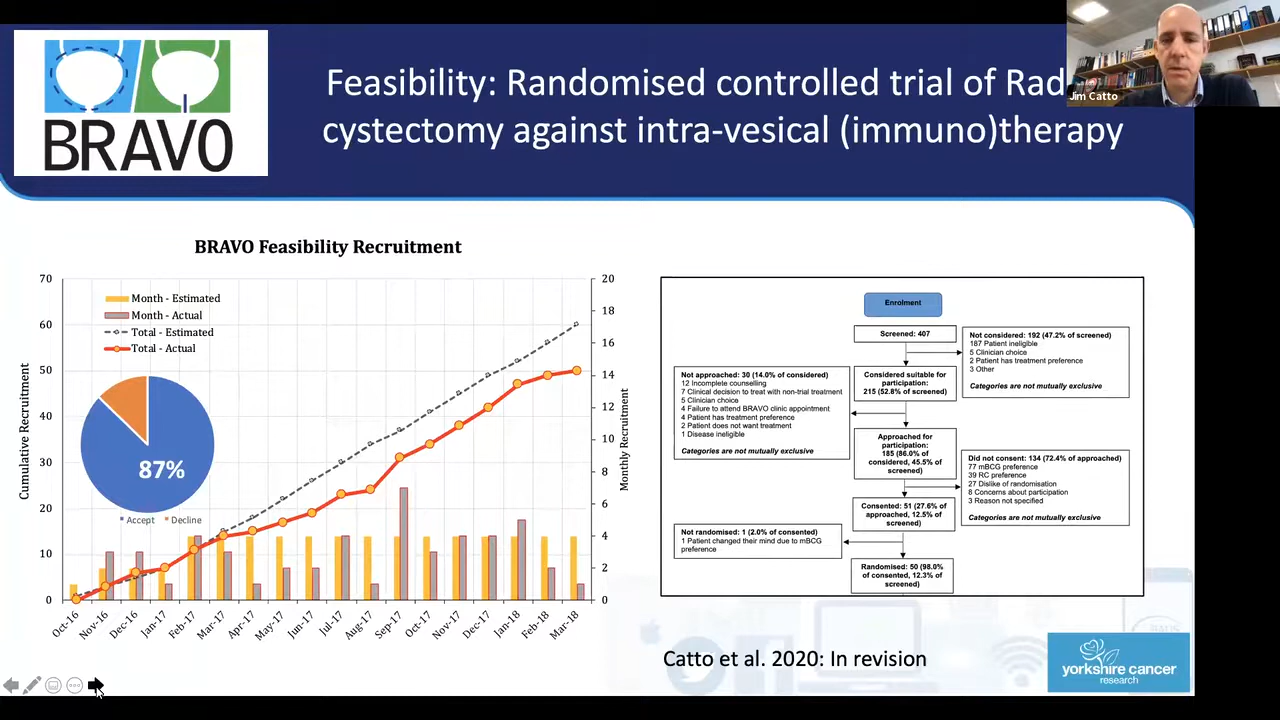 BRAVO
Feasibility: Randomised controlled trial of Rad
cystectomy against intra-vesical (immuno)therapy
Jim Catto
BRAVO Feasibility Recruitment
Cumulative Recruitment
70
60
50
40
30
20
10
0
Month - Estimated
Month - Actual
Total - Estimated
Total - Actual
87%
Accept Decline
20
18
16
14
12
10
8
6
4
2
0
Monthly Recruitment
Oct-16 Nov-16 Dec-16 Jan-17 Feb-17 Mar-17 Apr-17 May-17 Jun-17 Jul-17 Aug-17 Sep-17 Oct-17 Nov-17 Dec-17 Jan-18 Feb-18 Mar-18
Enrolment
Screened: 407
Not considered: 192 (47.2% of screened)
187 Patient ineligible
5 Clinician choice
2 Patient has treatment preference
3 Other
Categories are not mutually exclusive
Considered suitable for
participation:
215 (52.8% of screened)
Not approached: 30 (14.0% of considered)
12 Incomplete counselling
7 Clinical decision to treat with non-trial treatment
5 Clinician choice
4 Failure to attend BRAVO clinic appointment
4 Patient has treatment preference
2 Patient does not want treatment
1 Disease ineligible
Categories are not mutually exclusive
Approached for
participation:
185 (86.0% of
considered, 45.5% of
screened)
Did not consent: 134 (72.4% of approached)
77 mBCG preference
39 RC preference
27 Dislike of randomisation
8 Concerns about participation
3 Reason not specified
Categories are not mutually exclusive
Consented: 51 (27.6% of
approached, 12.5% of
screened)
Not randomised: 1 (2.0% of consented)
1 Patient changed their mind due to mBCG
preference
Randomised: 50 (98.0%
of consented, 12.3% of
screened)
Catto et al. 2020: In revision
yorkshire cancer
research